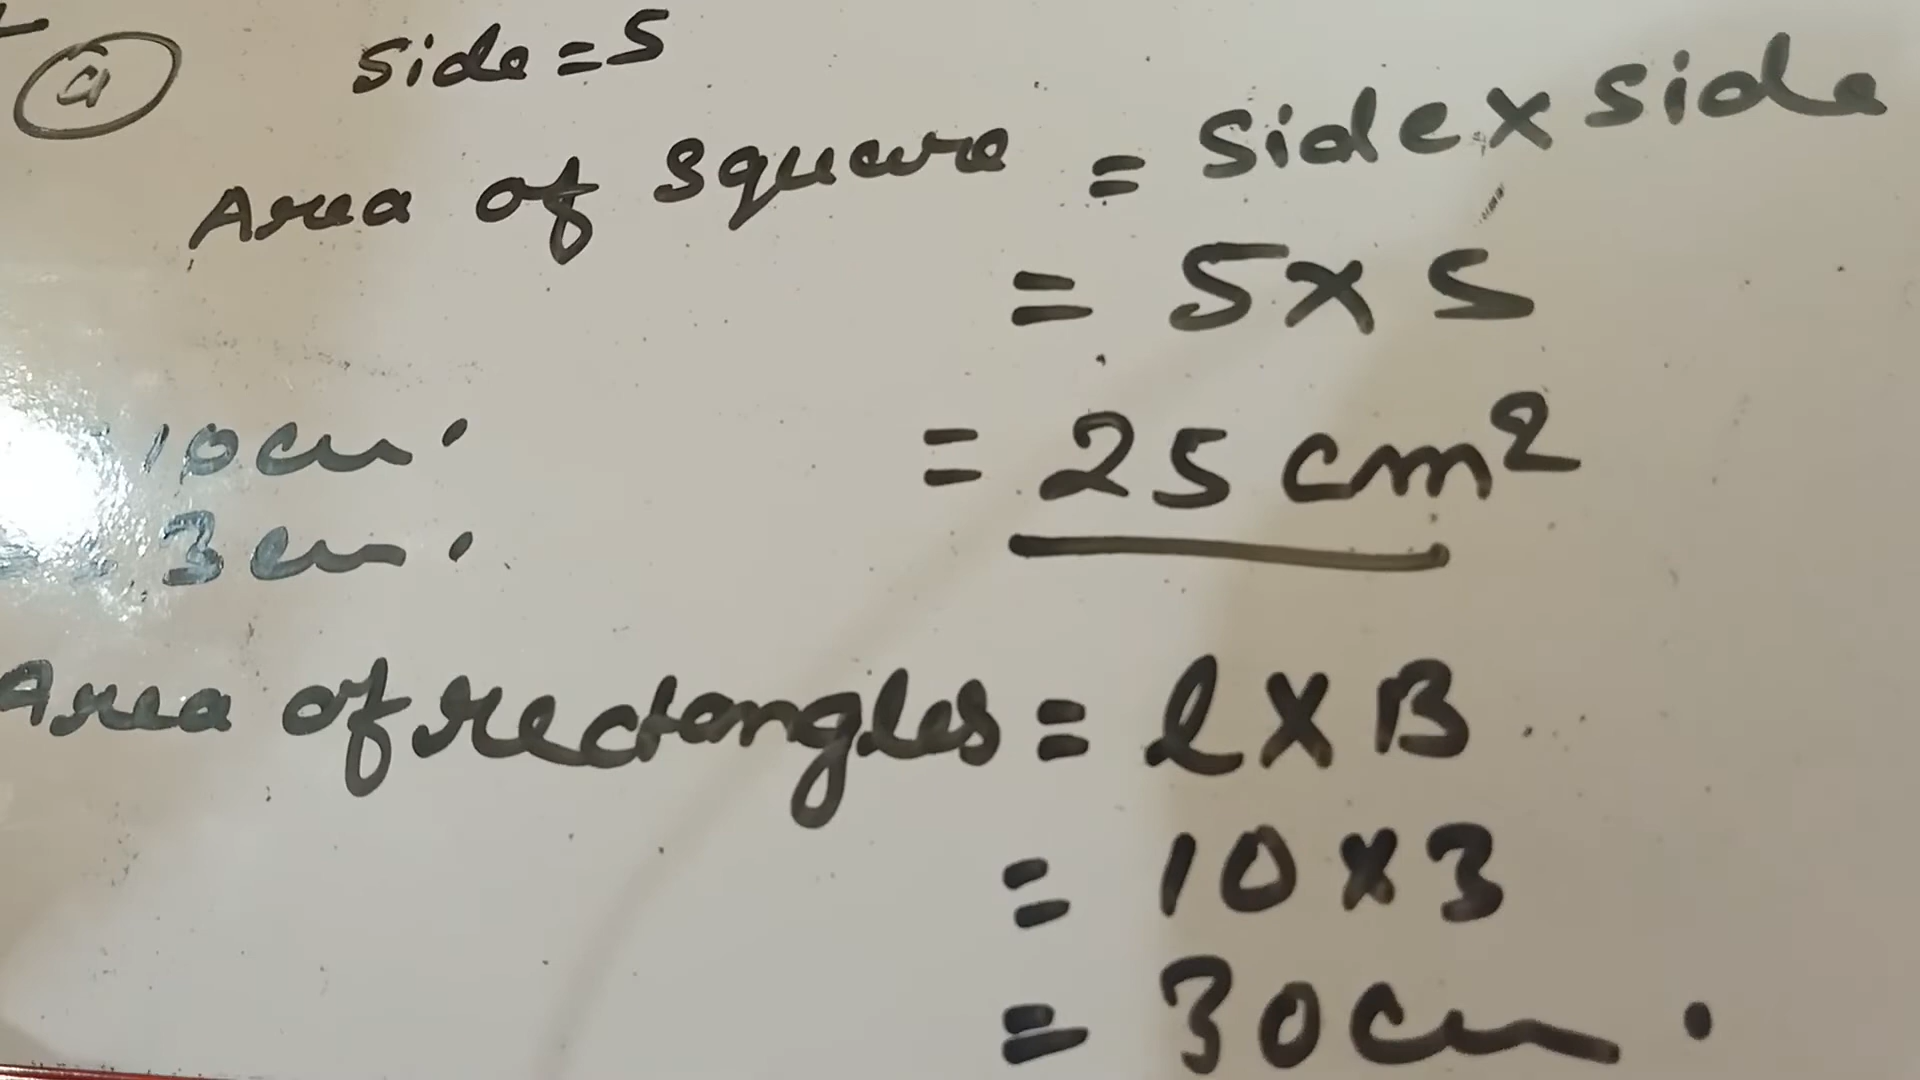 a side = 5
Area of square = side x side
= 5 x 5
= 25 cm²
10cm.
3cm.
Area of rectangles = l x B
= 10 x 3
= 30cm.